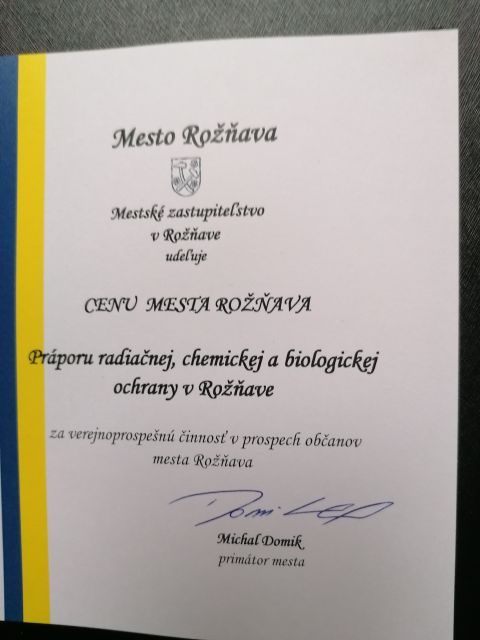 Mesto Rožňava
Mestské zastupiteľstvo
v Rožňave
udeľuje
CENU MESTA ROŽŇAVA
Práporu radiačnej, chemickej a biologickej
ochrany v Rožňave
za verejnoprospešnú činnosť v prospech občanov
mesta Rožňava
Michal Domik
primátor mesta